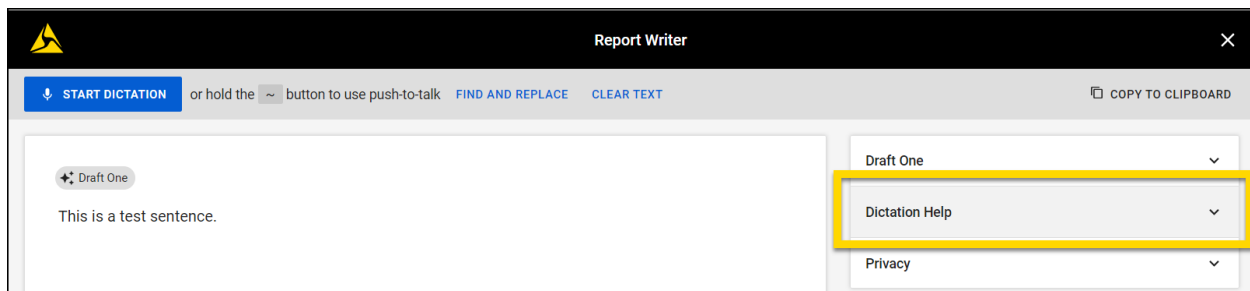 Report Writer
START DICTATION or hold the ~ button to use push-to-talk FIND AND REPLACE CLEAR TEXT COPY TO CLIPBOARD
Draft One
This is a test sentence.
Draft One
Dictation Help
Privacy